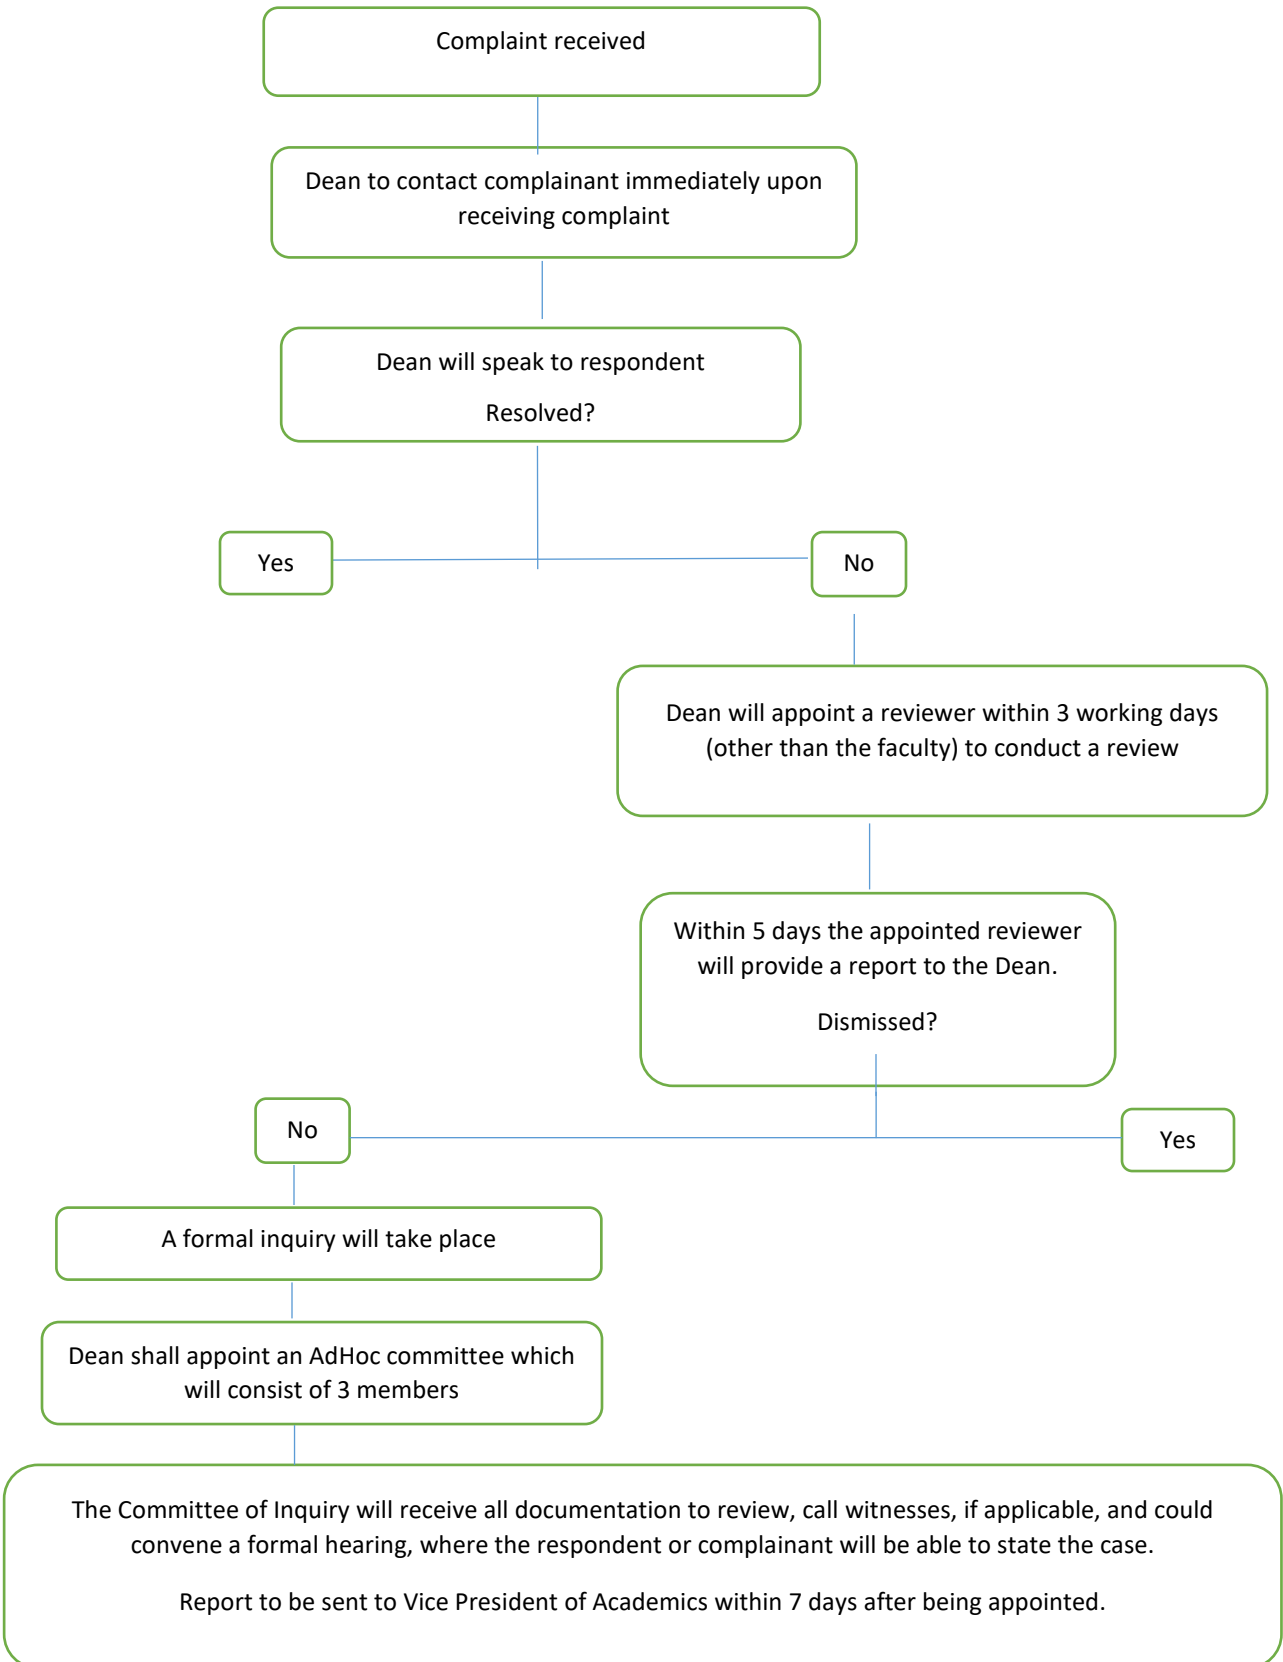 Complaint received
Dean to contact complainant immediately upon
receiving complaint
Dean will speak to respondent
Resolved?
Yes
No
Dean will appoint a reviewer within 3 working days
(other than the faculty) to conduct a review
Within 5 days the appointed reviewer
will provide a report to the Dean.
Dismissed?
No
Yes
A formal inquiry will take place
Dean shall appoint an AdHoc committee which
will consist of 3 members
The Committee of Inquiry will receive all documentation to review, call witnesses, if applicable, and could
convene a formal hearing, where the respondent or complainant will be able to state the case.
Report to be sent to Vice President of Academics within 7 days after being appointed.